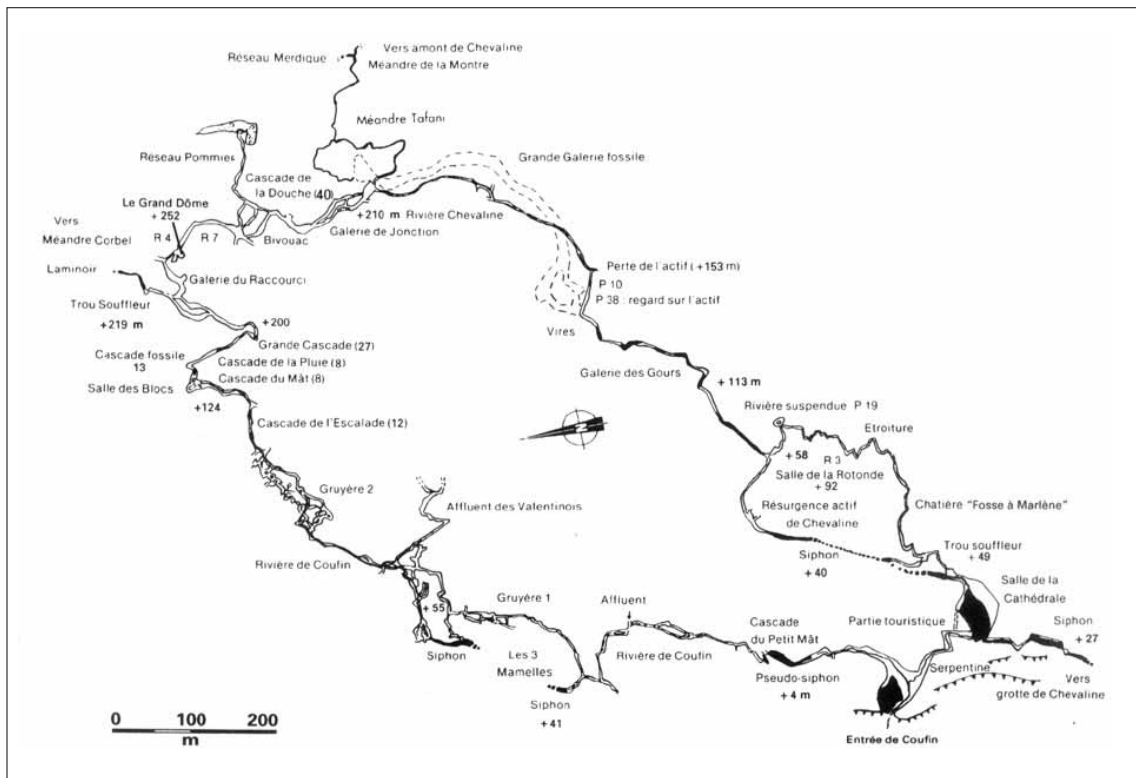 Vers amont de Chevaline
Réseau Merdique
Méandre de la Montre
Méandre Tafani
Grande Galerie fossile
Réseau Pommier
Cascade de
la Douche (40)
Le Grand Dôme
+ 252
+210 m
Rivière Chevaline
Vers
Méandre Corbel
R 4
R 7
Bivouac
Galerie de Jonction
Laminoir
Galerie du Raccourci
Perte de l'actif (+153 m)
P 10
P 38 : regard sur l'actif
Trou Souffleur
+219 m
+200
Vires
Grande Cascade (27)
Cascade fossile
13
Cascade de la Pluie (8)
Cascade du Mât (8)
Salle des Blocs
Galerie des Gours
+113 m
+124
Cascade de l'Escalade (12)
N
Rivière suspendue P 19
Etroiture
+ 58
R 3
Salle de la Rotonde
+ 92
Gruyère 2
Affluent des Valentinois
Résurgence actif
de Chevaline
Chatière "Fosse à Marlène"
Rivière de Coufin
Siphon
+ 40
Trou souffleur
+ 49
Salle de la
Cathédrale
+ 55
Gruyère 1
Affluent
Cascade
du Petit Mât
Partie touristique
Siphon
+ 27
Siphon
Les 3
Mamelles
Rivière de Coufin
Pseudo-siphon
+ 4 m
Serpentine
Vers
grotte de Chevaline
Siphon
+ 41
Entrée de Coufin
0 100 200
m